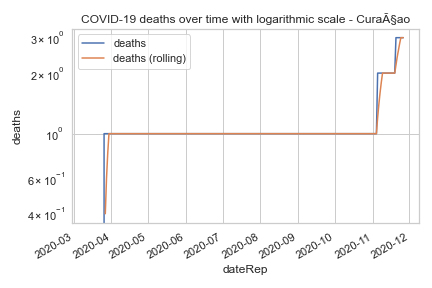 COVID-19 deaths over time with logarithmic scale - CuraÃ§ao
deaths
deaths (rolling)
3 × 10⁰
2 × 10⁰
10⁰
6 × 10⁻¹
4 × 10⁻¹
deaths
2020-03
2020-04
2020-05
2020-06
2020-07
2020-08
2020-09
2020-10
2020-11
2020-12
dateRep